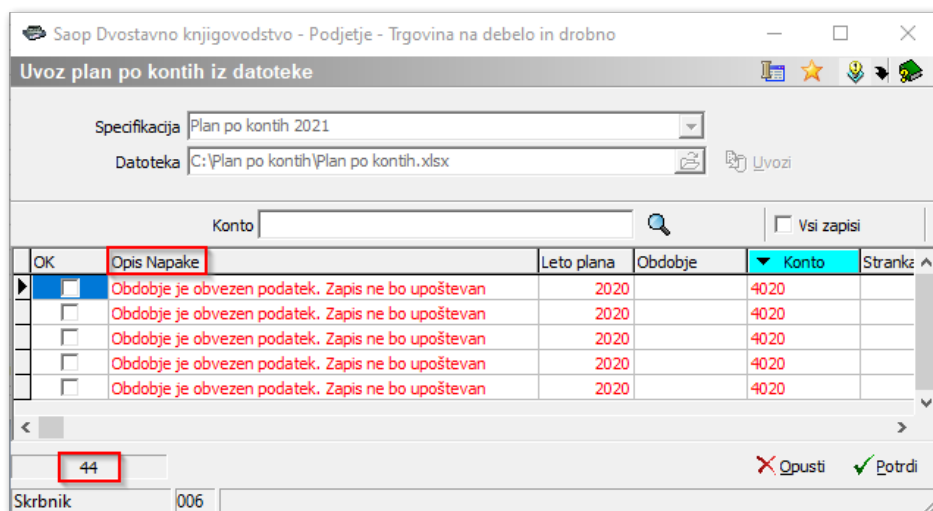 Saop Dvostavno knjigovodstvo - Podjetje - Trgovina na debelo in drobno
Uvoz plan po kontih iz datoteke
Specifikacija Plan po kontih 2021
Datoteka C:\Plan po kontih\Plan po kontih.xlsx Uvozi
Konto Vsi zapisi
OK Opis Napake Leto plana Obdobje Konto Stranka
Obdobje je obvezen podatek. Zapis ne bo upoštevan 2020 4020
Obdobje je obvezen podatek. Zapis ne bo upoštevan 2020 4020
Obdobje je obvezen podatek. Zapis ne bo upoštevan 2020 4020
Obdobje je obvezen podatek. Zapis ne bo upoštevan 2020 4020
Obdobje je obvezen podatek. Zapis ne bo upoštevan 2020 4020
44 Opusti Potrdi
Skrbnik 006